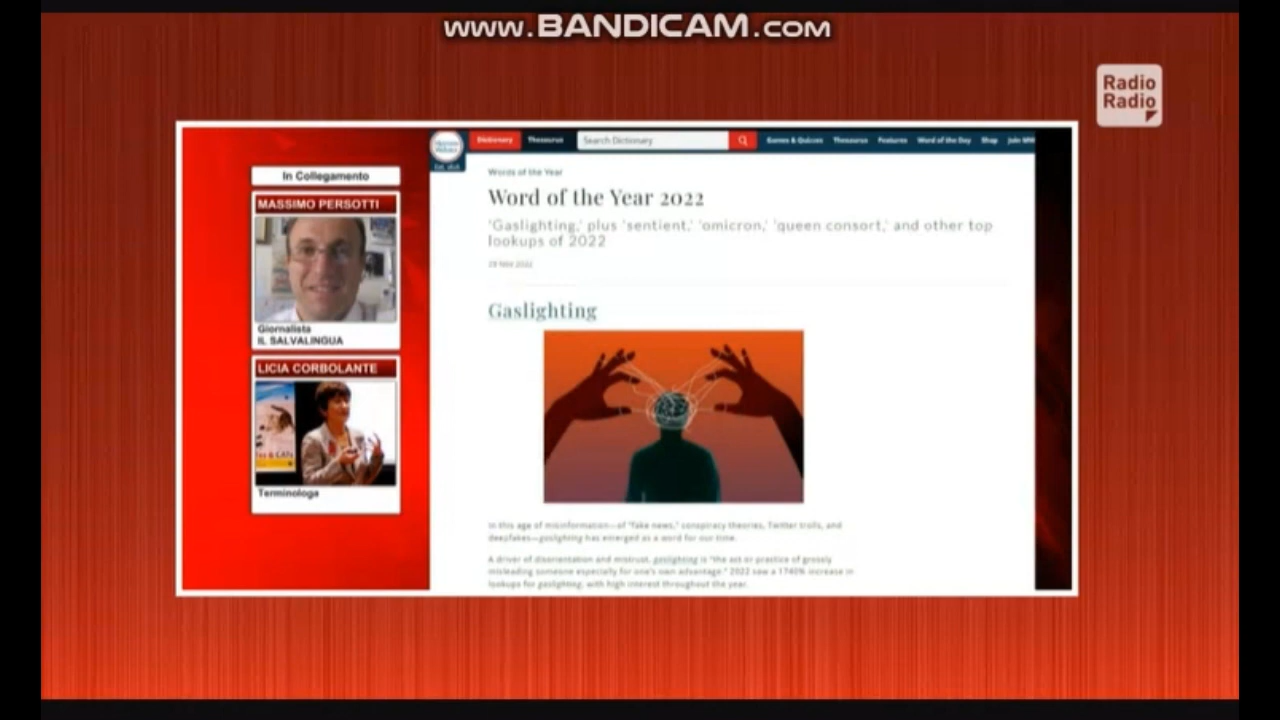 www.BANDICAM.com
Radio
Radio
In Collegamento
MASSIMO PERSOTTI
Giornalista
IL SALVALINGUA
LICIA CORBOLANTE
Terminologa
Dictionary Thesaurus Search Dictionary Games & Quizzes Thesaurus Features Word of the Day Shop Join MW
Words of the Year
Word of the Year 2022
'Gaslighting,' plus 'sentient,' 'omicron,' 'queen consort,' and other top
lookups of 2022
28 Nov 2022
Gaslighting
In this age of misinformation—of "fake news," conspiracy theories, Twitter trolls, and
deepfakes—gaslighting has emerged as a word for our time.
A driver of disorientation and mistrust, gaslighting is "the act or practice of grossly
misleading someone especially for one's own advantage." 2022 saw a 1740% increase in
lookups for gaslighting, with high interest throughout the year.